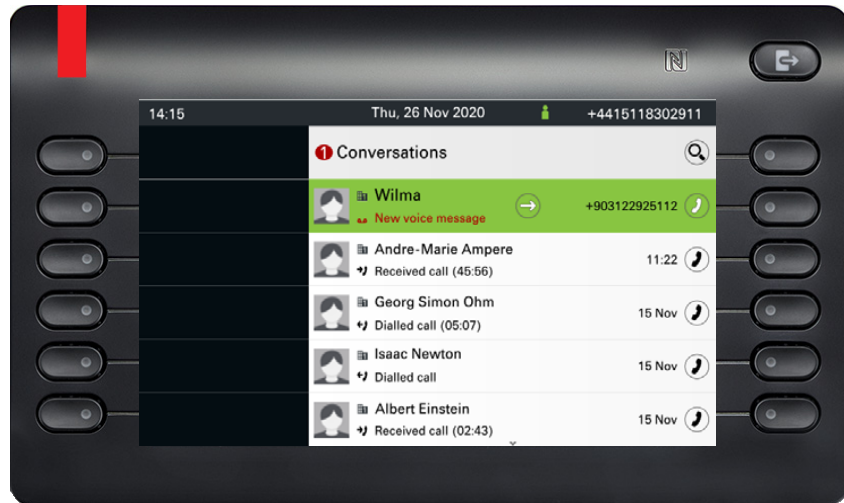 14:15 Thu, 26 Nov 2020 +4415118302911
1 Conversations
Wilma +903122925112
New voice message
Andre-Marie Ampere 11:22
Received call (45:56)
Georg Simon Ohm 15 Nov
Dialled call (05:07)
Isaac Newton 15 Nov
Dialled call
Albert Einstein 15 Nov
Received call (02:43)